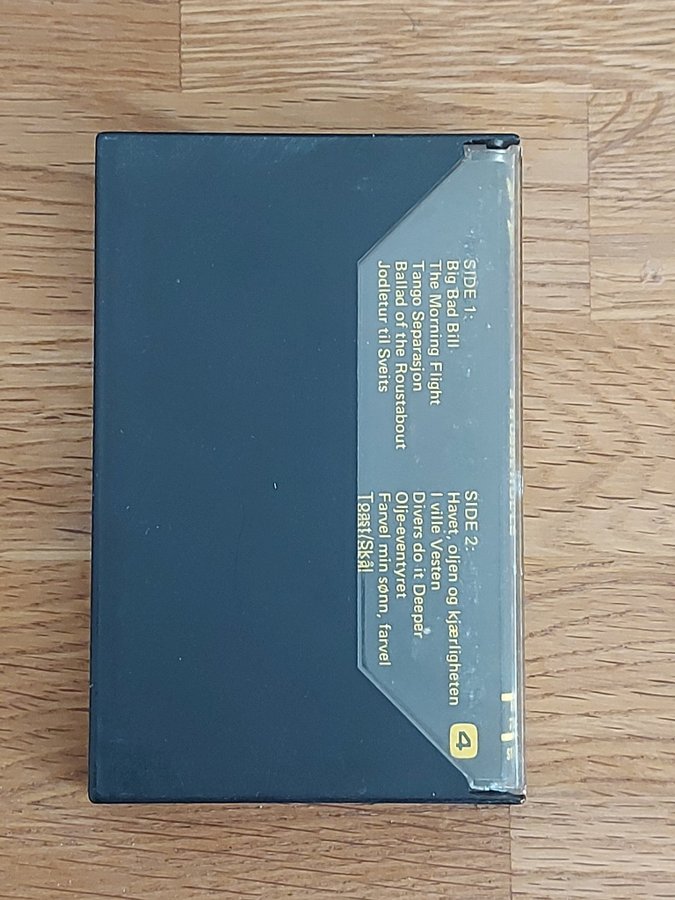 SIDE 1:
Big Bad Bill
The Morning Flight
Tango Separasjon
Ballad of the Roustabout
Jodletur til Sveits
SIDE 2:
Havet, oljen og kjærligheten
I ville Vesten
Divers do it Deeper
Olje-eventyret
Farvel min sønn, farvel
Toast/Skål
4